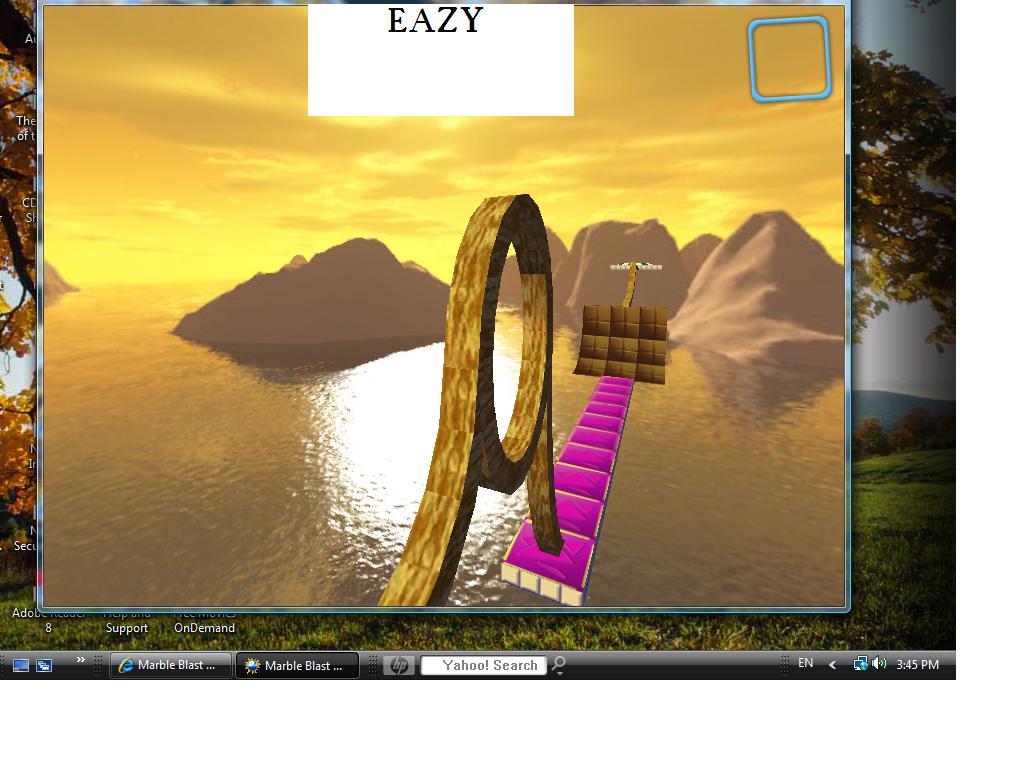 EAZY
Au
The
of t
CD
Sh
N
In
N
Secu
Adobe Reader
8
Help and
Support
Free Movies
OnDemand
Marble Blast ...
Marble Blast ...
hp
Yahoo! Search
EN
3:45 PM